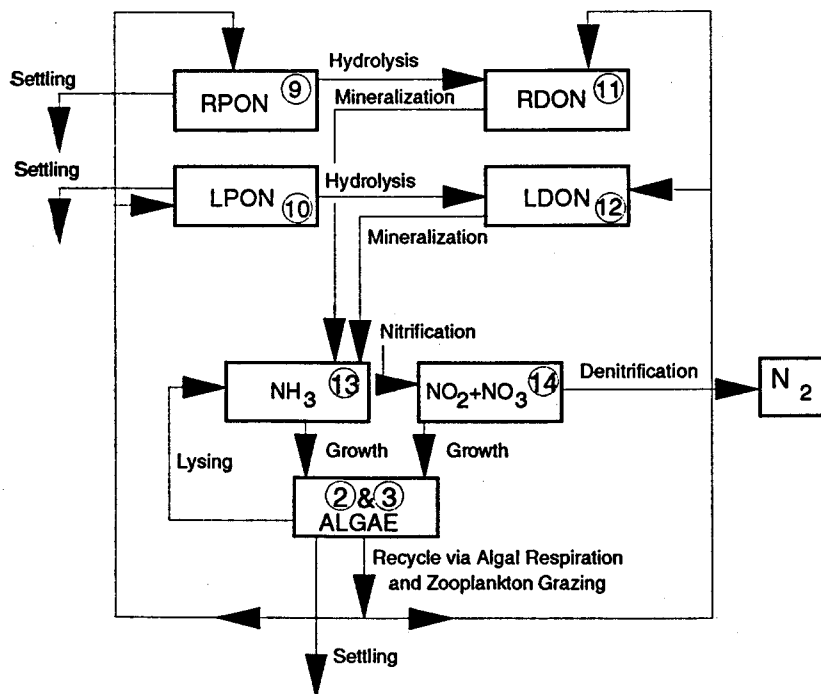 Settling
RPON 9
Hydrolysis
Mineralization
RDON 11
Settling
LPON 10
Hydrolysis
Mineralization
LDON 12
Nitrification
NH3 13
NO2+NO3 14
Denitrification
N2
Lysing
Growth
Growth
2 & 3
ALGAE
Recycle via Algal Respiration
and Zooplankton Grazing
Settling